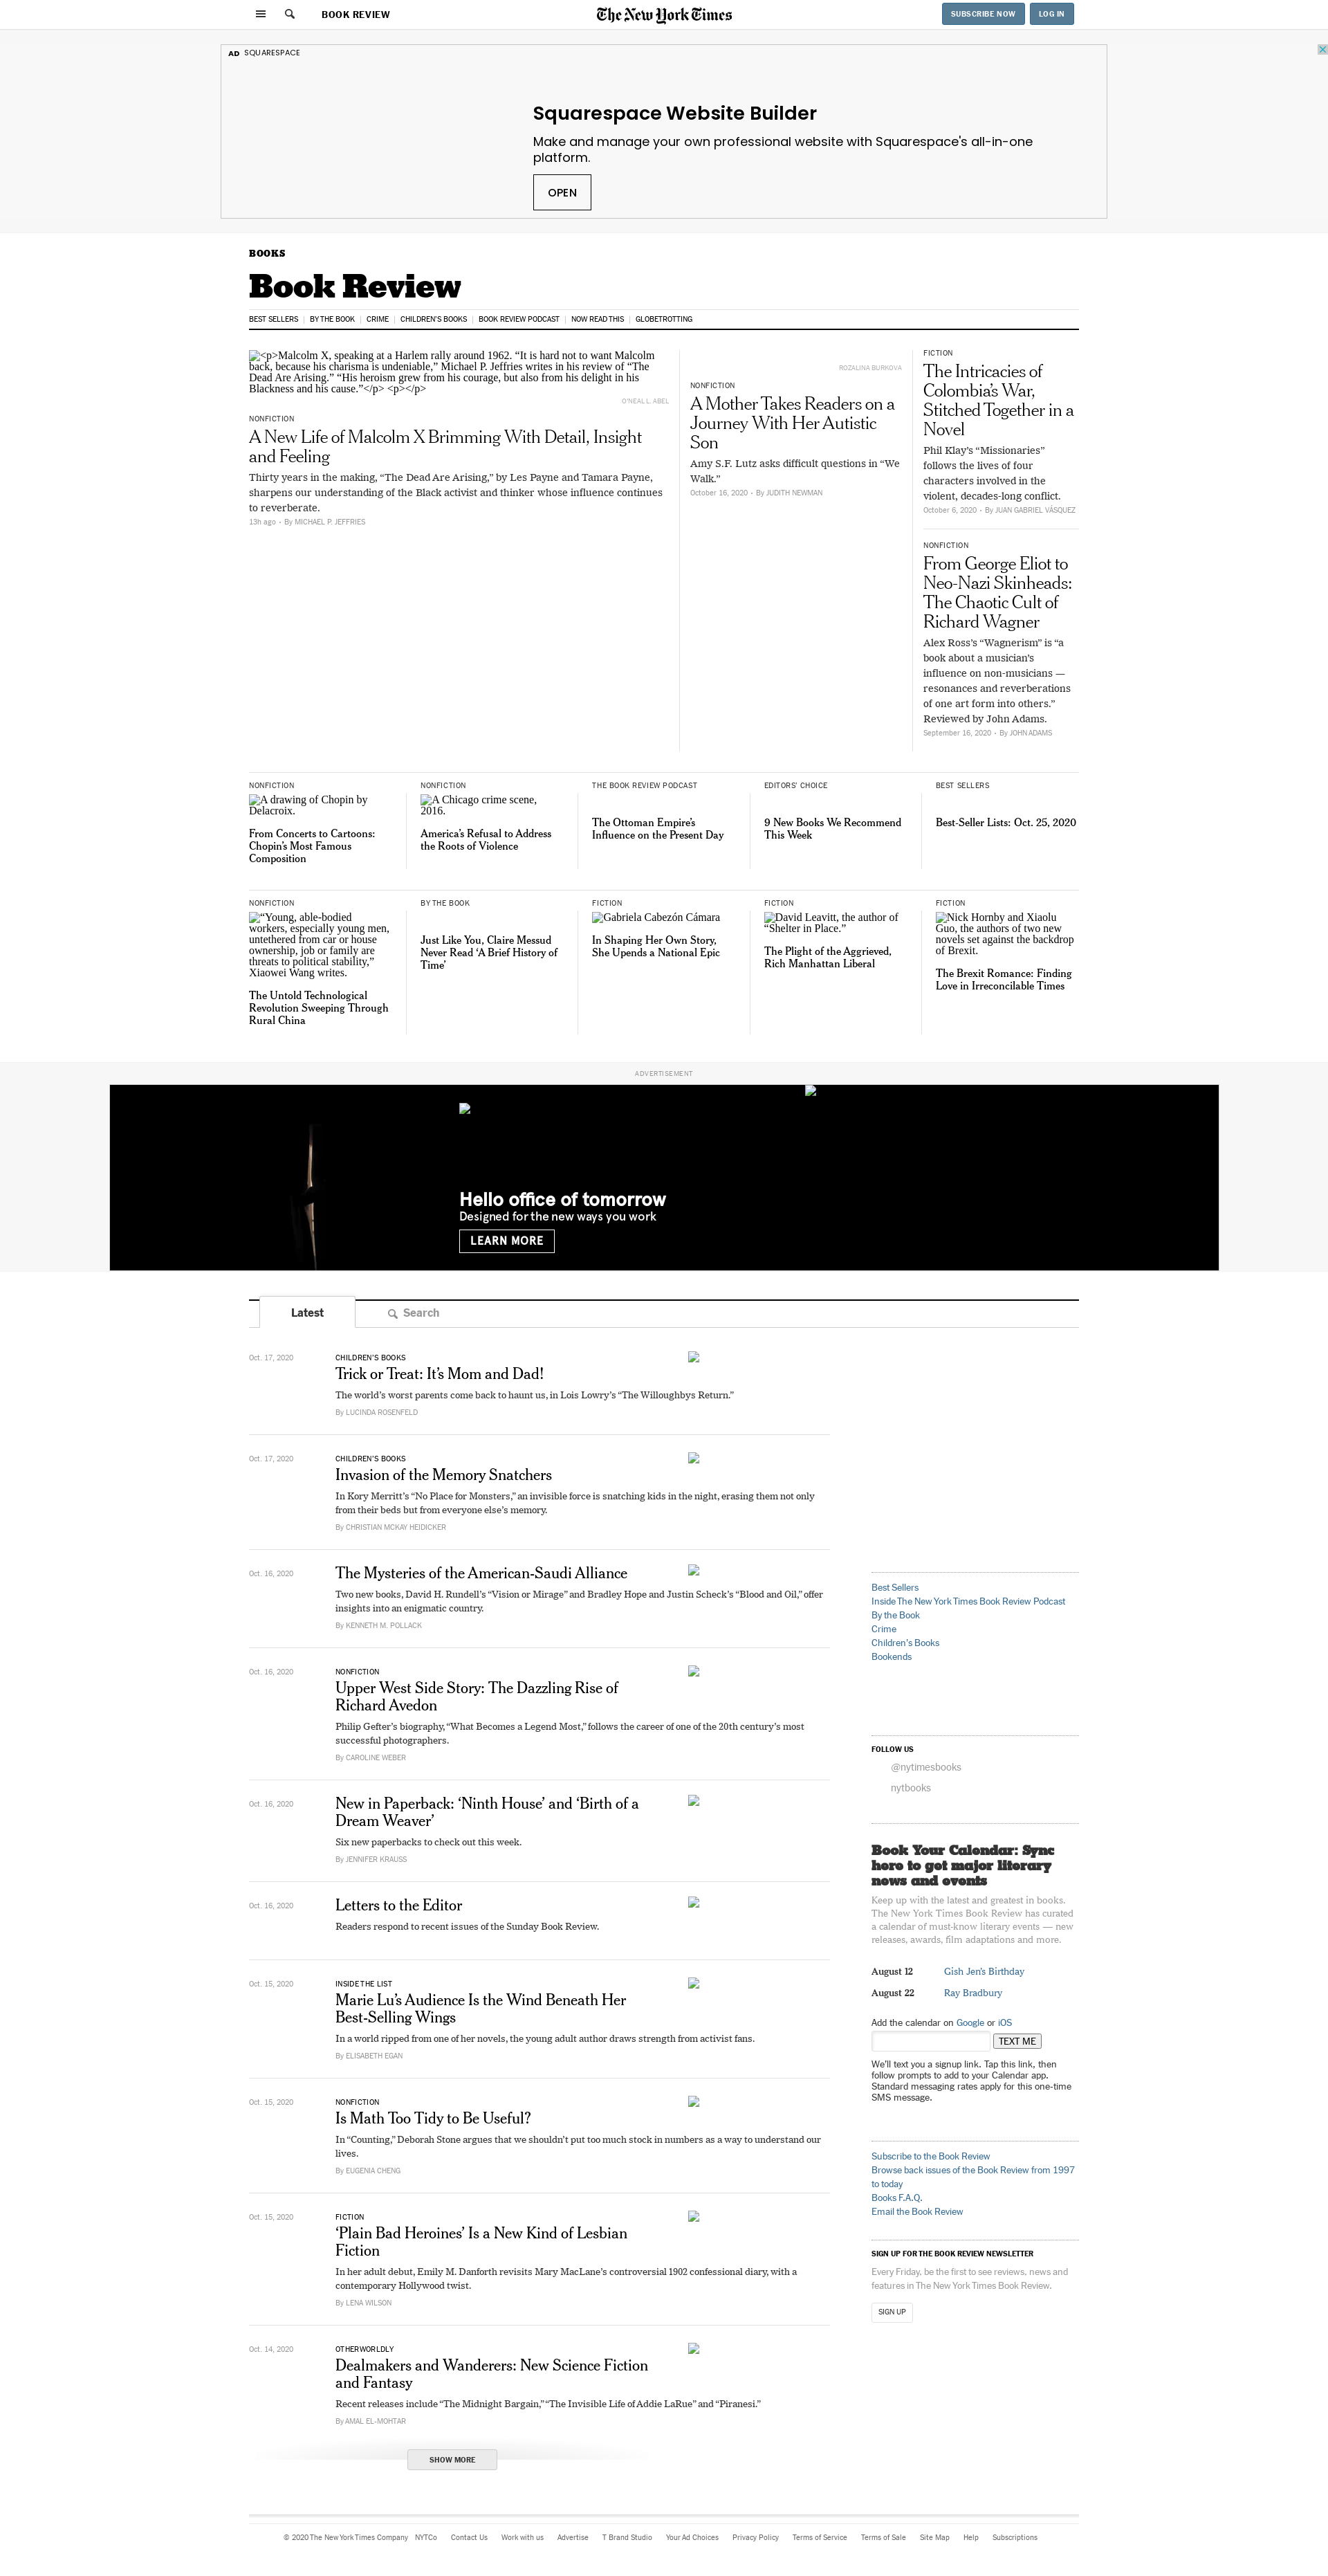 BOOK REVIEW
The New York Times
SUBSCRIBE NOW
LOG IN
AD SQUARESPACE
Squarespace Website Builder
Make and manage your own professional website with Squarespace's all-in-one
platform.
OPEN
BOOKS
Book Review
BEST SELLERS
BY THE BOOK
CRIME
CHILDREN'S BOOKS
BOOK REVIEW PODCAST
NOW READ THIS
GLOBETROTTING
<p>Malcolm X, speaking at a Harlem rally around 1962. “It is hard not to want Malcolm
back, because his charisma is undeniable,” Michael P. Jeffries writes in his review of “The
Dead Are Arising.” “His heroism grew from his courage, but also from his delight in his
Blackness and his cause.”</p> <p></p>
O'NEAL L. ABEL
NONFICTION
A New Life of Malcolm X Brimming With Detail, Insight
and Feeling
Thirty years in the making, “The Dead Are Arising,” by Les Payne and Tamara Payne,
sharpens our understanding of the Black activist and thinker whose influence continues
to reverberate.
13h ago • By MICHAEL P. JEFFRIES
ROZALINA BURKOVA
NONFICTION
A Mother Takes Readers on a
Journey With Her Autistic
Son
Amy S.F. Lutz asks difficult questions in “We
Walk.”
October 16, 2020 • By JUDITH NEWMAN
FICTION
The Intricacies of
Colombia’s War,
Stitched Together in a
Novel
Phil Klay’s “Missionaries”
follows the lives of four
characters involved in the
violent, decades-long conflict.
October 6, 2020 • By JUAN GABRIEL VÁSQUEZ
NONFICTION
From George Eliot to
Neo-Nazi Skinheads:
The Chaotic Cult of
Richard Wagner
Alex Ross’s “Wagnerism” is “a
book about a musician’s
influence on non-musicians —
resonances and reverberations
of one art form into others.”
Reviewed by John Adams.
September 16, 2020 • By JOHN ADAMS
NONFICTION
A drawing of Chopin by
Delacroix.
From Concerts to Cartoons:
Chopin’s Most Famous
Composition
NONFICTION
A Chicago crime scene,
2016.
America’s Refusal to Address
the Roots of Violence
THE BOOK REVIEW PODCAST
The Ottoman Empire’s
Influence on the Present Day
EDITORS’ CHOICE
9 New Books We Recommend
This Week
BEST SELLERS
Best-Seller Lists: Oct. 25, 2020
NONFICTION
“Young, able-bodied
workers, especially young men,
untethered from car or house
ownership, job or family are
threats to political stability,”
Xiaowei Wang writes.
The Untold Technological
Revolution Sweeping Through
Rural China
BY THE BOOK
Just Like You, Claire Messud
Never Read ‘A Brief History of
Time’
FICTION
Gabriela Cabezón Cámara
In Shaping Her Own Story,
She Upends a National Epic
FICTION
David Leavitt, the author of
“Shelter in Place.”
The Plight of the Aggrieved,
Rich Manhattan Liberal
FICTION
Nick Hornby and Xiaolu
Guo, the authors of two new
novels set against the backdrop
of Brexit.
The Brexit Romance: Finding
Love in Irreconcilable Times
ADVERTISEMENT
Hello office of tomorrow
Designed for the new ways you work
LEARN MORE
Latest
Search
Oct. 17, 2020
CHILDREN’S BOOKS
Trick or Treat: It’s Mom and Dad!
The world’s worst parents come back to haunt us, in Lois Lowry’s “The Willoughbys Return.”
By LUCINDA ROSENFELD
Oct. 17, 2020
CHILDREN’S BOOKS
Invasion of the Memory Snatchers
In Kory Merritt’s “No Place for Monsters,” an invisible force is snatching kids in the night, erasing them not only
from their beds but from everyone else’s memory.
By CHRISTIAN MCKAY HEIDICKER
Oct. 16, 2020
The Mysteries of the American-Saudi Alliance
Two new books, David H. Rundell’s “Vision or Mirage” and Bradley Hope and Justin Scheck’s “Blood and Oil,” offer
insights into an enigmatic country.
By KENNETH M. POLLACK
Oct. 16, 2020
NONFICTION
Upper West Side Story: The Dazzling Rise of
Richard Avedon
Philip Gefter’s biography, “What Becomes a Legend Most,” follows the career of one of the 20th century’s most
successful photographers.
By CAROLINE WEBER
Oct. 16, 2020
New in Paperback: ‘Ninth House’ and ‘Birth of a
Dream Weaver’
Six new paperbacks to check out this week.
By JENNIFER KRAUSS
Oct. 16, 2020
Letters to the Editor
Readers respond to recent issues of the Sunday Book Review.
Oct. 15, 2020
INSIDE THE LIST
Marie Lu’s Audience Is the Wind Beneath Her
Best-Selling Wings
In a world ripped from one of her novels, the young adult author draws strength from activist fans.
By ELISABETH EGAN
Oct. 15, 2020
NONFICTION
Is Math Too Tidy to Be Useful?
In “Counting,” Deborah Stone argues that we shouldn’t put too much stock in numbers as a way to understand our
lives.
By EUGENIA CHENG
Oct. 15, 2020
FICTION
‘Plain Bad Heroines’ Is a New Kind of Lesbian
Fiction
In her adult debut, Emily M. Danforth revisits Mary MacLane’s controversial 1902 confessional diary, with a
contemporary Hollywood twist.
By LENA WILSON
Oct. 14, 2020
OTHERWORLDLY
Dealmakers and Wanderers: New Science Fiction
and Fantasy
Recent releases include “The Midnight Bargain,” “The Invisible Life of Addie LaRue” and “Piranesi.”
By AMAL EL-MOHTAR
SHOW MORE
Best Sellers
Inside The New York Times Book Review Podcast
By the Book
Crime
Children’s Books
Bookends
FOLLOW US
@nytimesbooks
nytbooks
Book Your Calendar: Sync
here to get major literary
news and events
Keep up with the latest and greatest in books.
The New York Times Book Review has curated
a calendar of must-know literary events — new
releases, awards, film adaptations and more.
August 12 Gish Jen’s Birthday
August 22 Ray Bradbury
Add the calendar on Google or iOS
TEXT ME
We’ll text you a signup link. Tap this link, then
follow prompts to add to your Calendar app.
Standard messaging rates apply for this one-time
SMS message.
Subscribe to the Book Review
Browse back issues of the Book Review from 1997
to today
Books F.A.Q.
Email the Book Review
SIGN UP FOR THE BOOK REVIEW NEWSLETTER
Every Friday, be the first to see reviews, news and
features in The New York Times Book Review.
SIGN UP
© 2020 The New York Times Company NYTCo Contact Us Work with us Advertise T Brand Studio Your Ad Choices Privacy Policy Terms of Service Terms of Sale Site Map Help Subscriptions